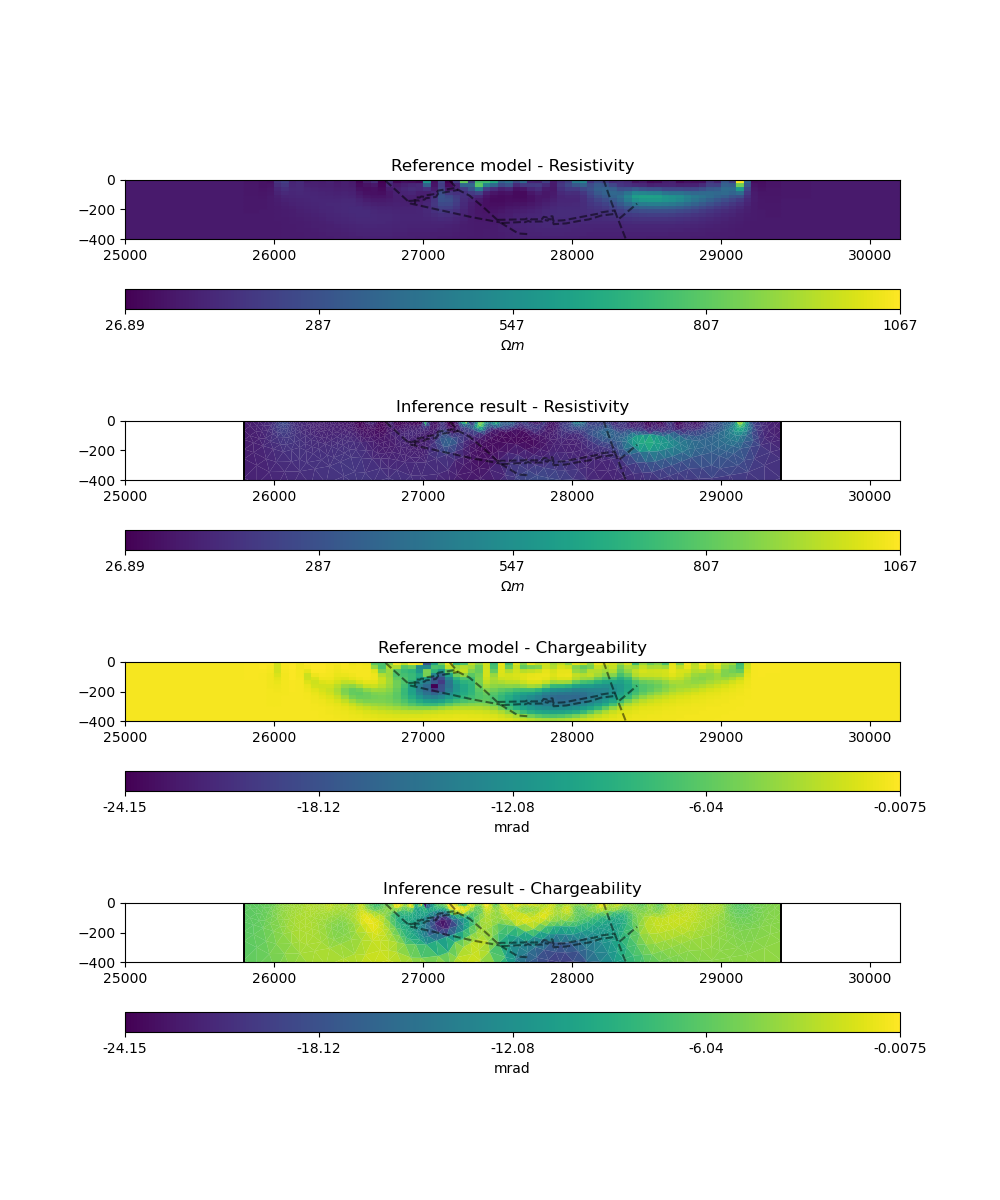 Reference model - Resistivity
0
−200
−400
25000 26000 27000 28000 29000 30000
26.89 287 547 807 1067
Ωm
Inference result - Resistivity
0
−200
−400
25000 26000 27000 28000 29000 30000
26.89 287 547 807 1067
Ωm
Reference model - Chargeability
0
−200
−400
25000 26000 27000 28000 29000 30000
-24.15 -18.12 -12.08 -6.04 -0.0075
mrad
Inference result - Chargeability
0
−200
−400
25000 26000 27000 28000 29000 30000
-24.15 -18.12 -12.08 -6.04 -0.0075
mrad